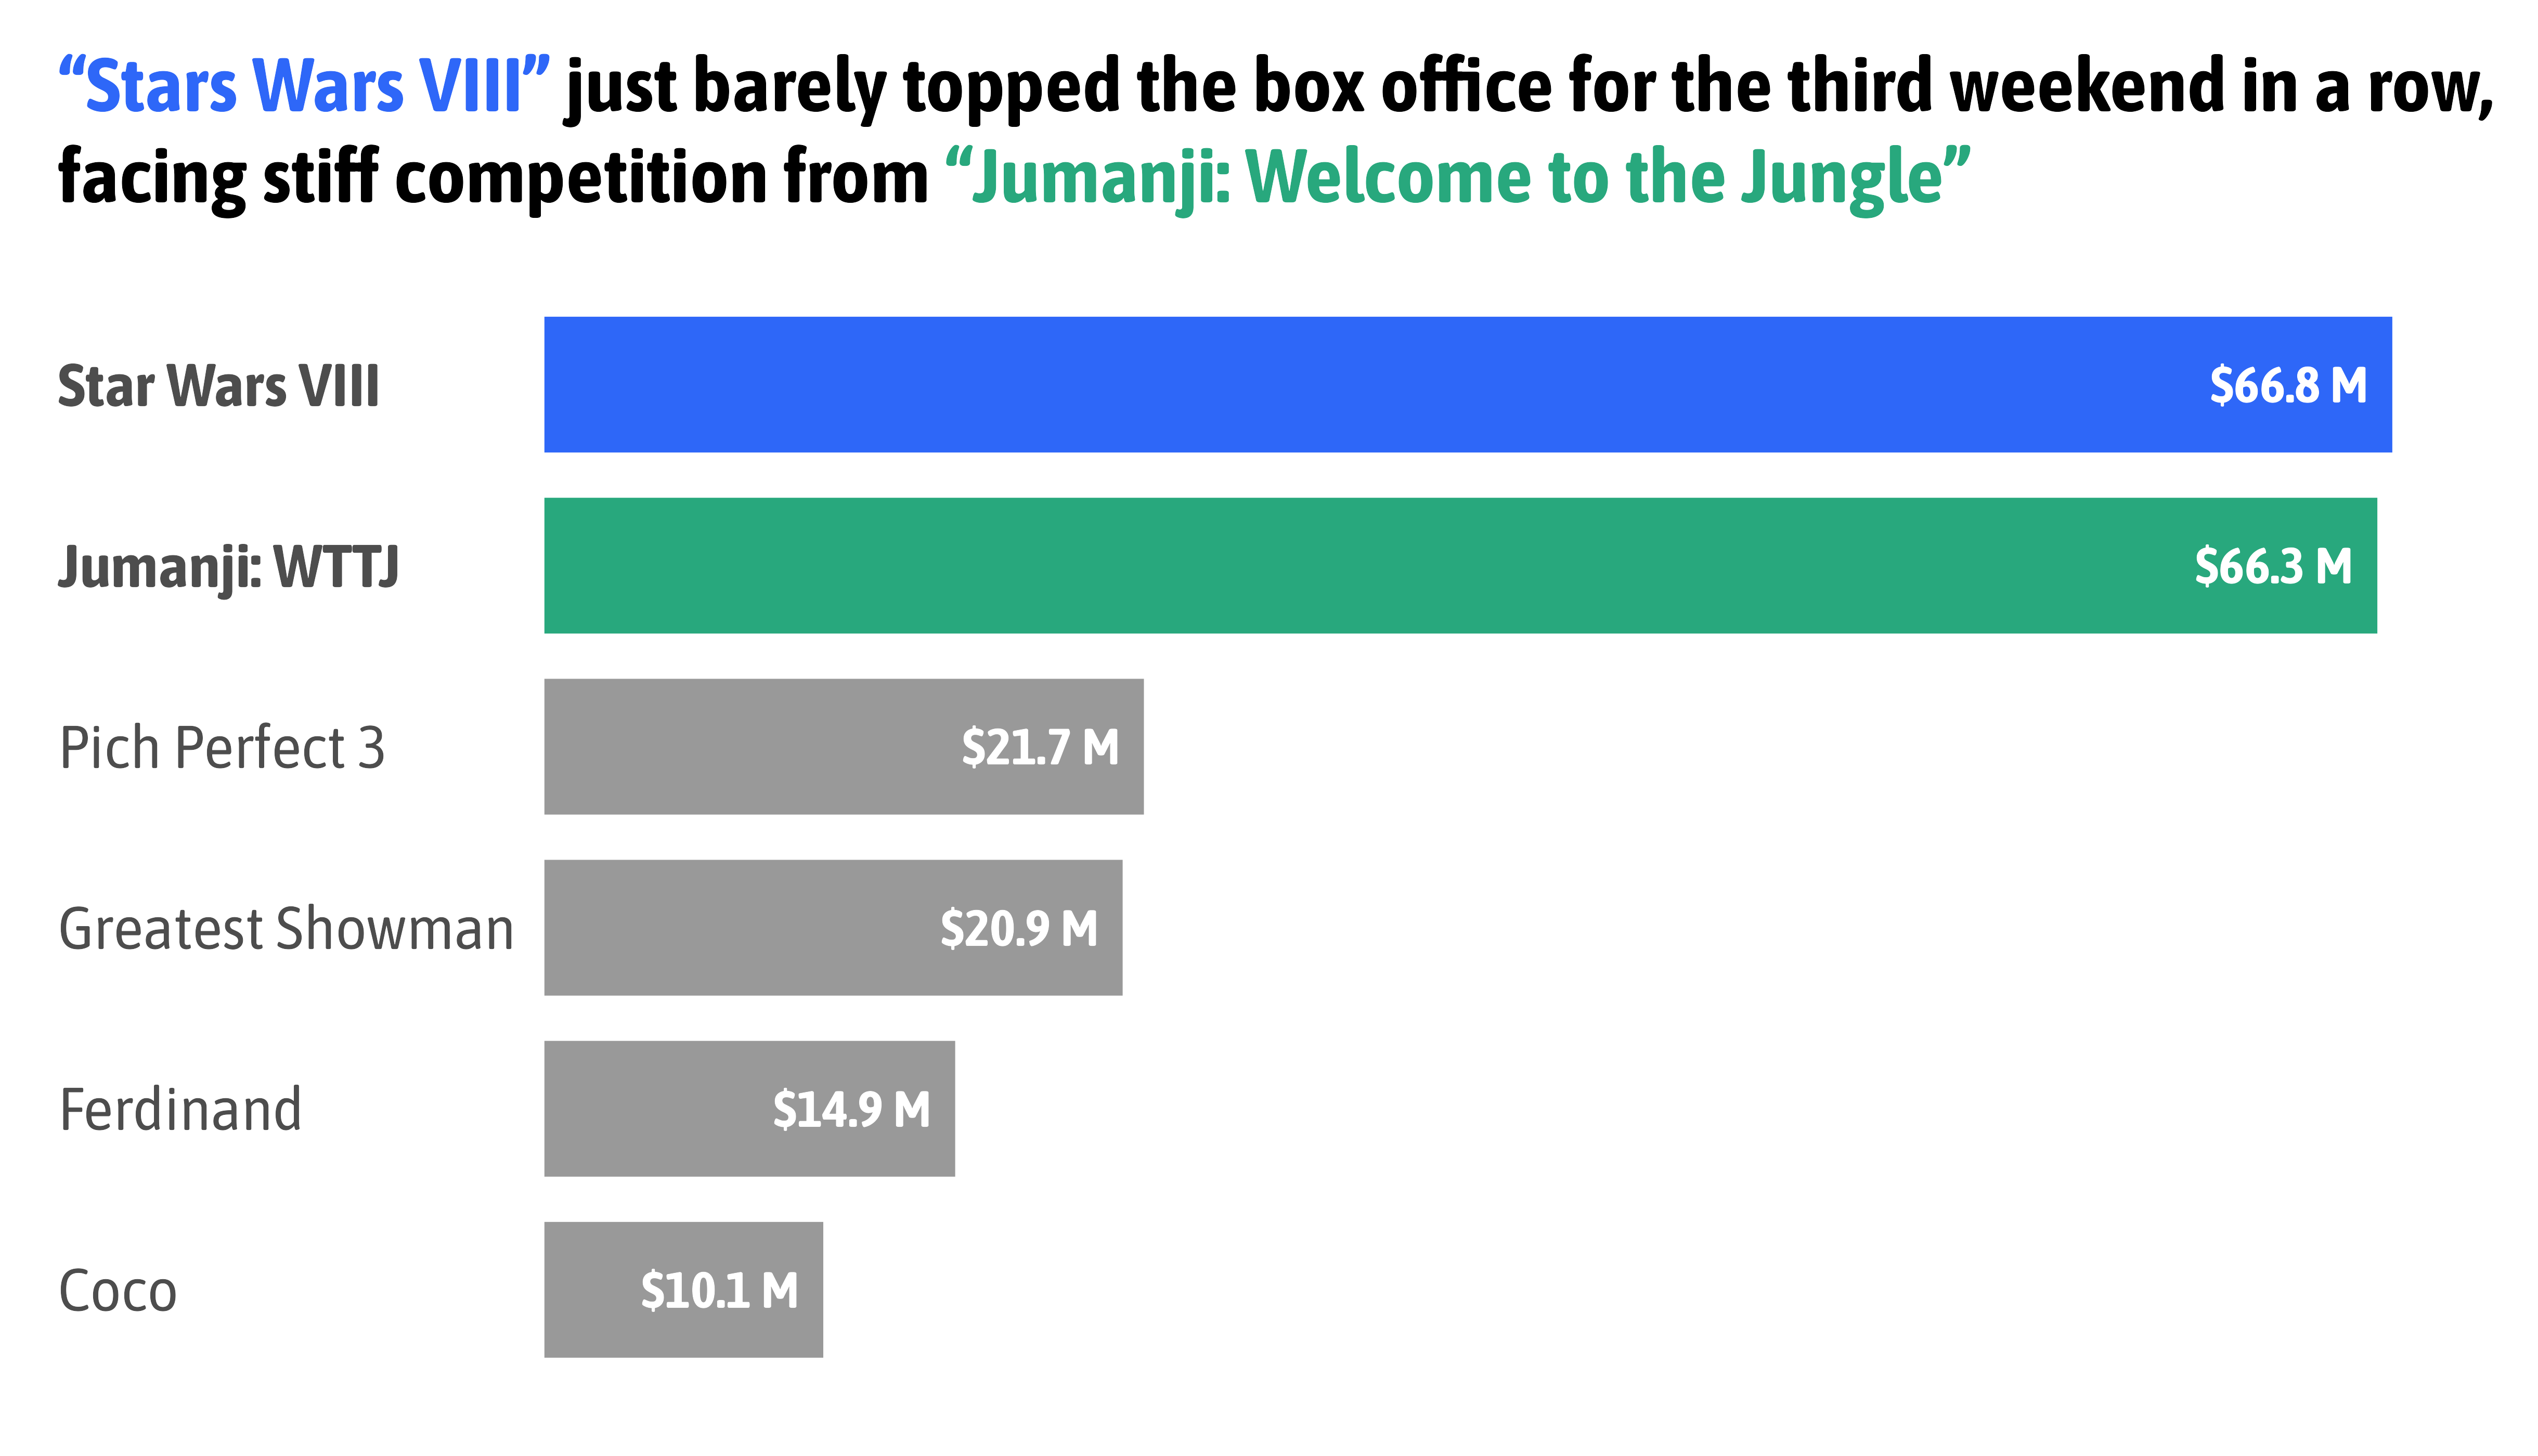 “Stars Wars VIII” just barely topped the box office for the third weekend in a row,
facing stiff competition from “Jumanji: Welcome to the Jungle”
Star Wars VIII $66.8 M
Jumanji: WTTJ $66.3 M
Pich Perfect 3 $21.7 M
Greatest Showman $20.9 M
Ferdinand $14.9 M
Coco $10.1 M